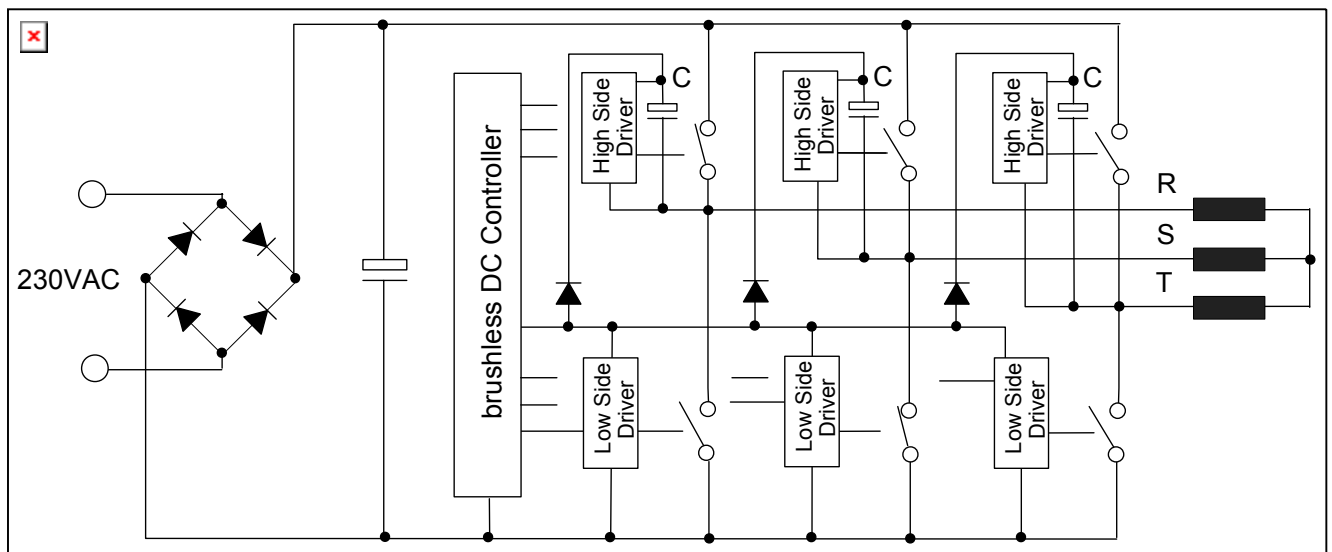 230VAC
brushless DC Controller
High Side
Driver
C
High Side
Driver
C
High Side
Driver
C
Low Side
Driver
Low Side
Driver
Low Side
Driver
R
S
T